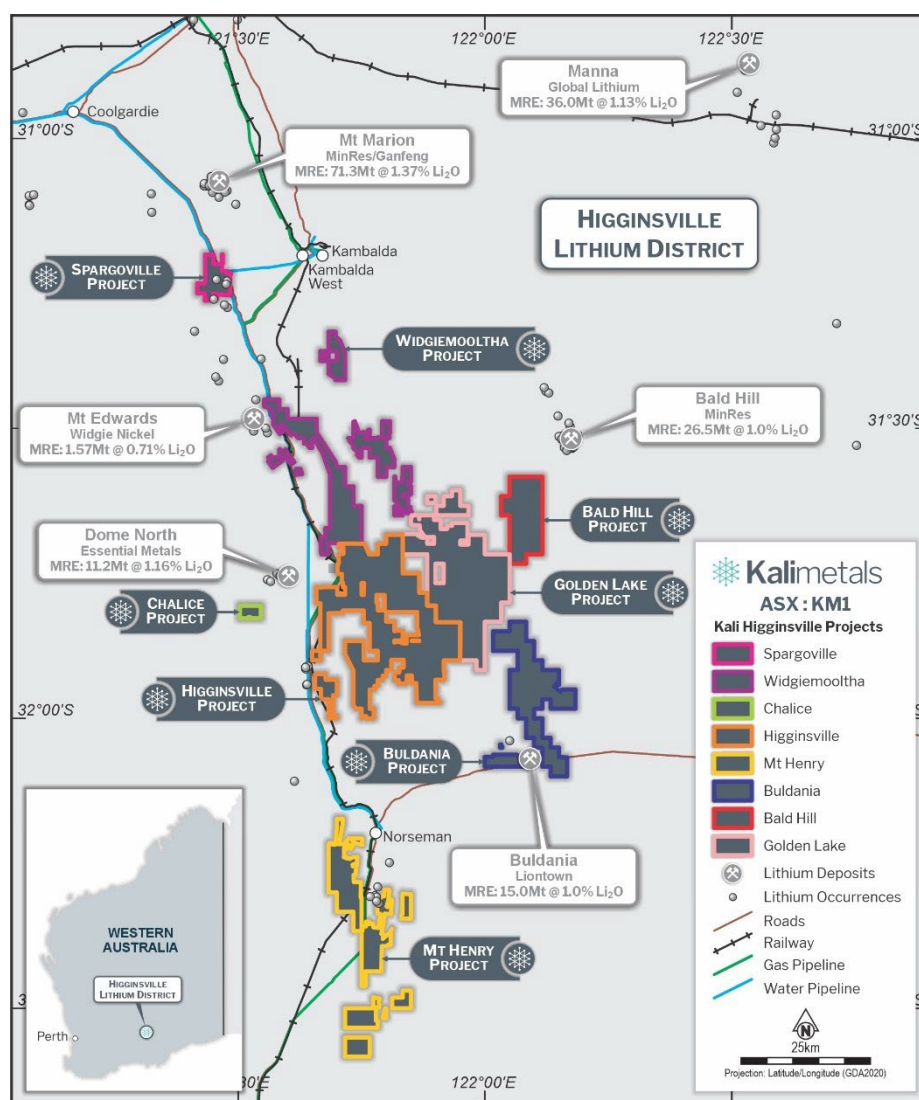 121°30'E
122°00'E
122°30'E
Manna
Global Lithium
MRE: 36.0Mt @ 1.13% Li₂O
Coolgardie
31°00'S
31°00'S
Mt Marion
MinRes/Ganfeng
MRE: 71.3Mt @ 1.37% Li₂O
HIGGINSVILLE
LITHIUM DISTRICT
Kambalda
Kambalda
West
SPARGOVILLE
PROJECT
WIDGIEMOOLTHA
PROJECT
Mt Edwards
Widgie Nickel
MRE: 1.57Mt @ 0.71% Li₂O
Bald Hill
MinRes
MRE: 26.5Mt @ 1.0% Li₂O
31°30'S
BALD HILL
PROJECT
Dome North
Essential Metals
MRE: 11.2Mt @ 1.16% Li₂O
GOLDEN LAKE
PROJECT
CHALICE
PROJECT
HIGGINSVILLE
PROJECT
32°00'S
BULDANIA
PROJECT
Norseman
Buldania
Liontown
MRE: 15.0Mt @ 1.0% Li₂O
MT HENRY
PROJECT
122°00'E
Kalimetals
ASX : KM1
Kali Higginsville Projects
Spargoville
Widgiemooltha
Chalice
Higginsville
Mt Henry
Buldania
Bald Hill
Golden Lake
Lithium Deposits
Lithium Occurrences
Roads
Railway
Gas Pipeline
Water Pipeline
N
25km
Projection: Latitude/Longitude (GDA2020)
WESTERN
AUSTRALIA
HIGGINSVILLE
LITHIUM DISTRICT
Perth